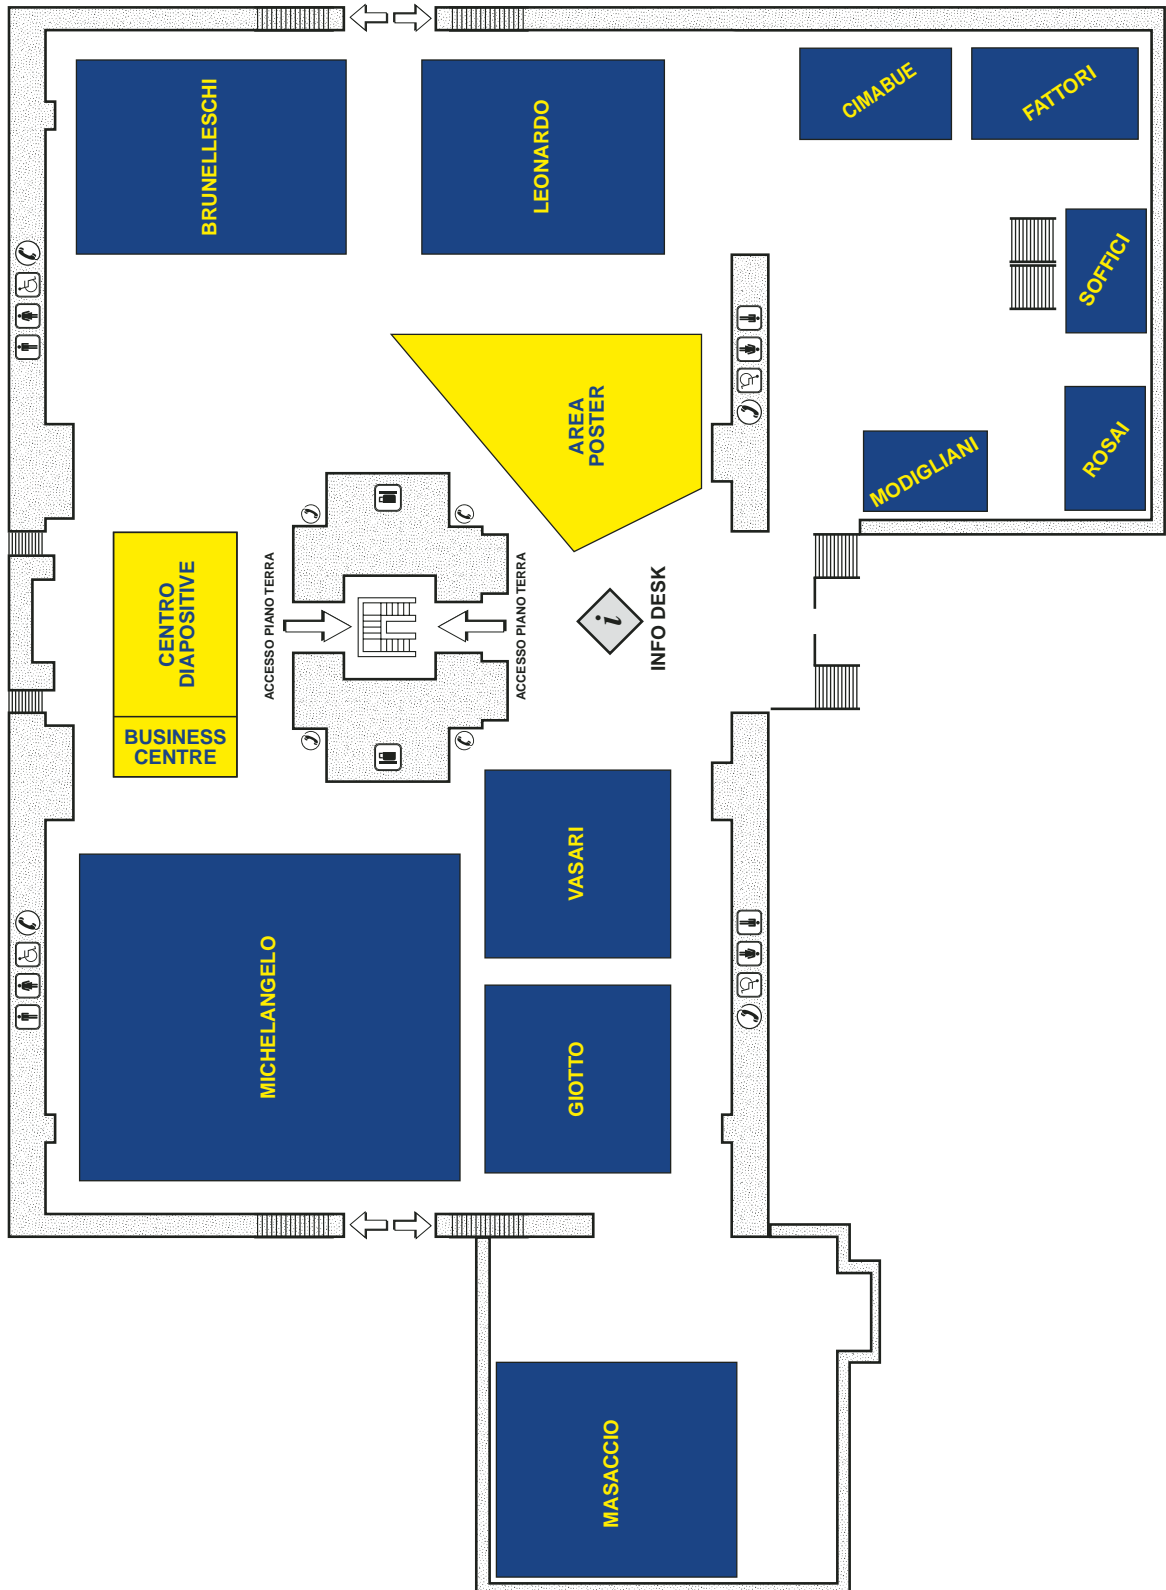 BRUNELLESCHI
LEONARDO
CIMABUE
FATTORI
SOFFICI
ROSAI
MODIGLIANI
AREA
POSTER
CENTRO
DIAPOSITIVE
BUSINESS
CENTRE
ACCESSO PIANO TERRA
ACCESSO PIANO TERRA
i
INFO DESK
VASARI
MICHELANGELO
GIOTTO
MASACCIO